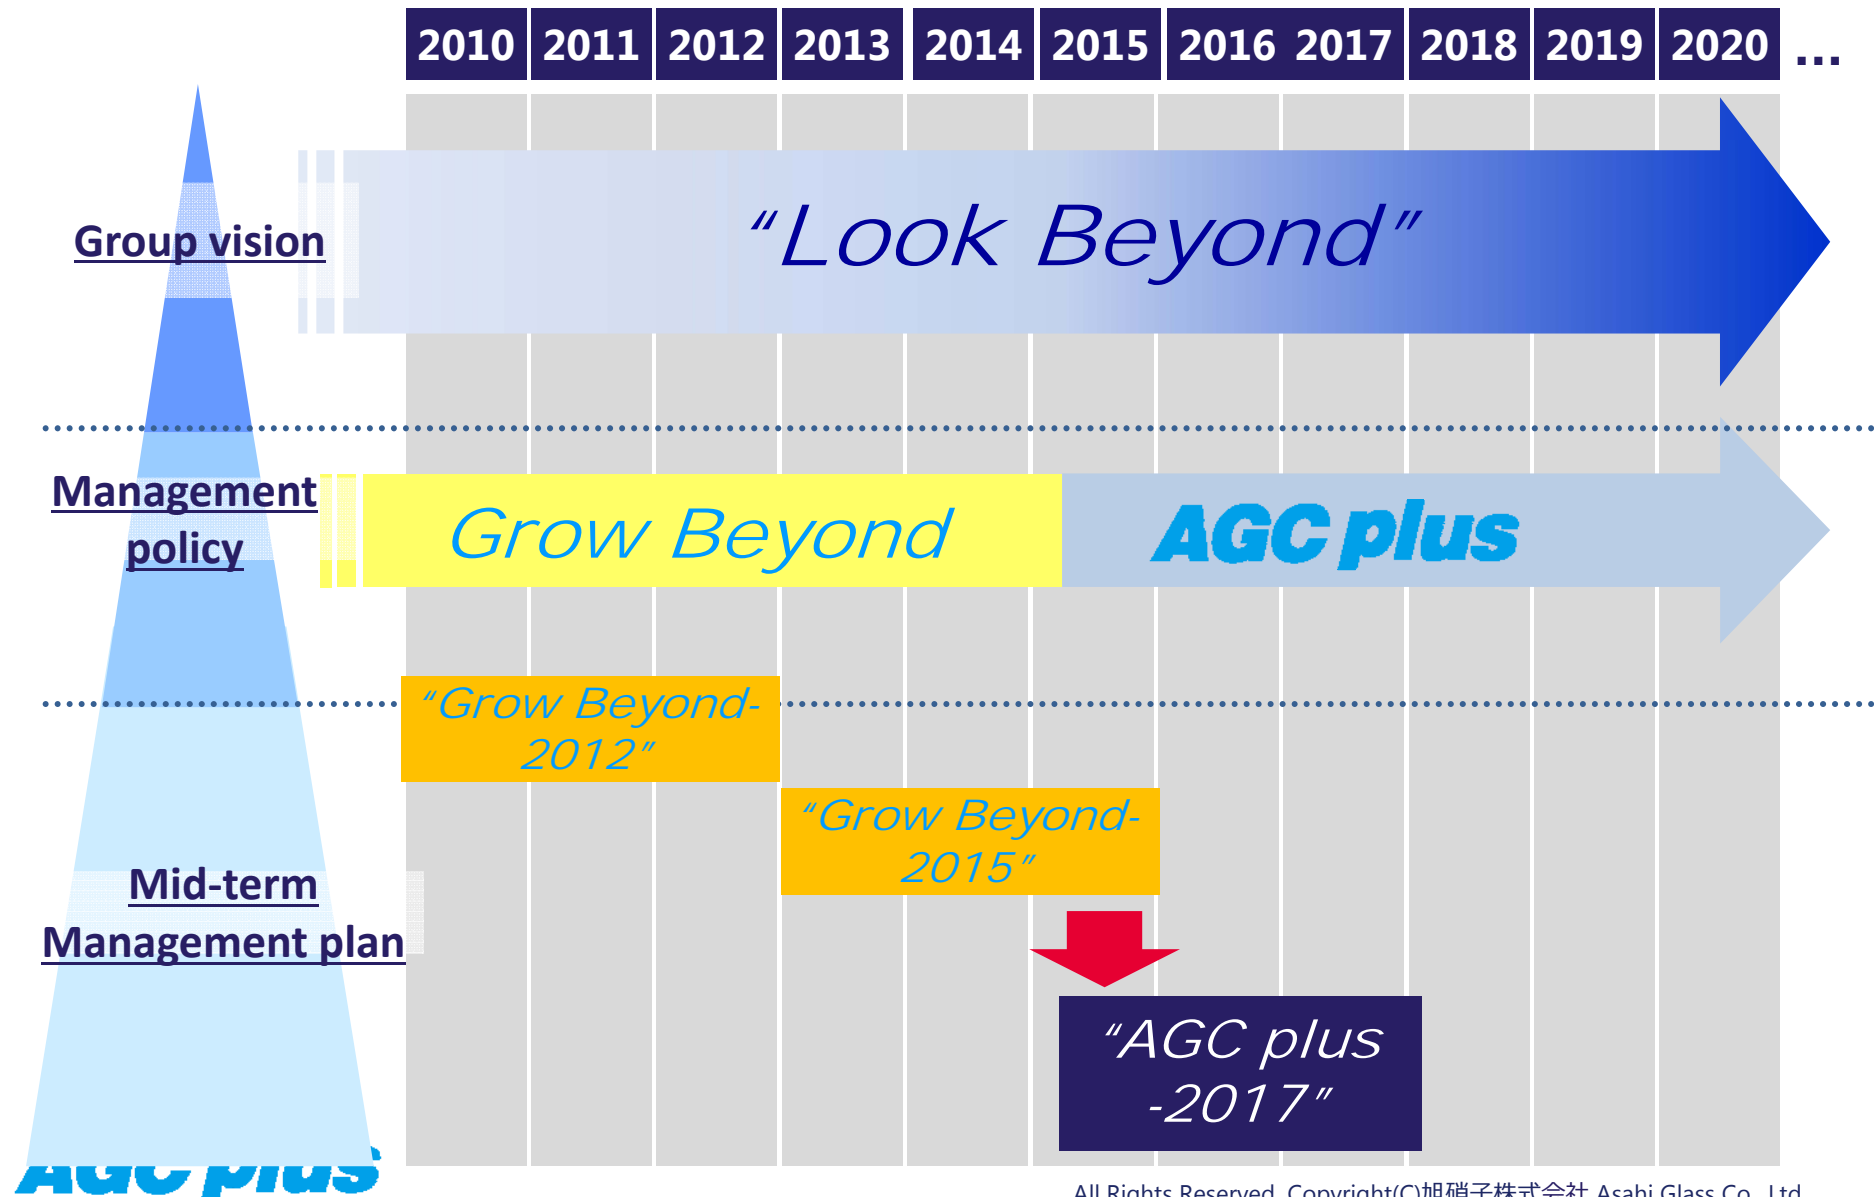 2010 2011 2012 2013 2014 2015 2016 2017 2018 2019 2020 ...
Group vision
“Look Beyond”
Management
policy
Grow Beyond
AGC plus
“Grow Beyond-
2012”
“Grow Beyond-
2015”
Mid-term
Management plan
“AGC plus
-2017”
AGC plus
All Rights Reserved, Copyright(C)旭硝子株式会社 Asahi Glass Co., Ltd